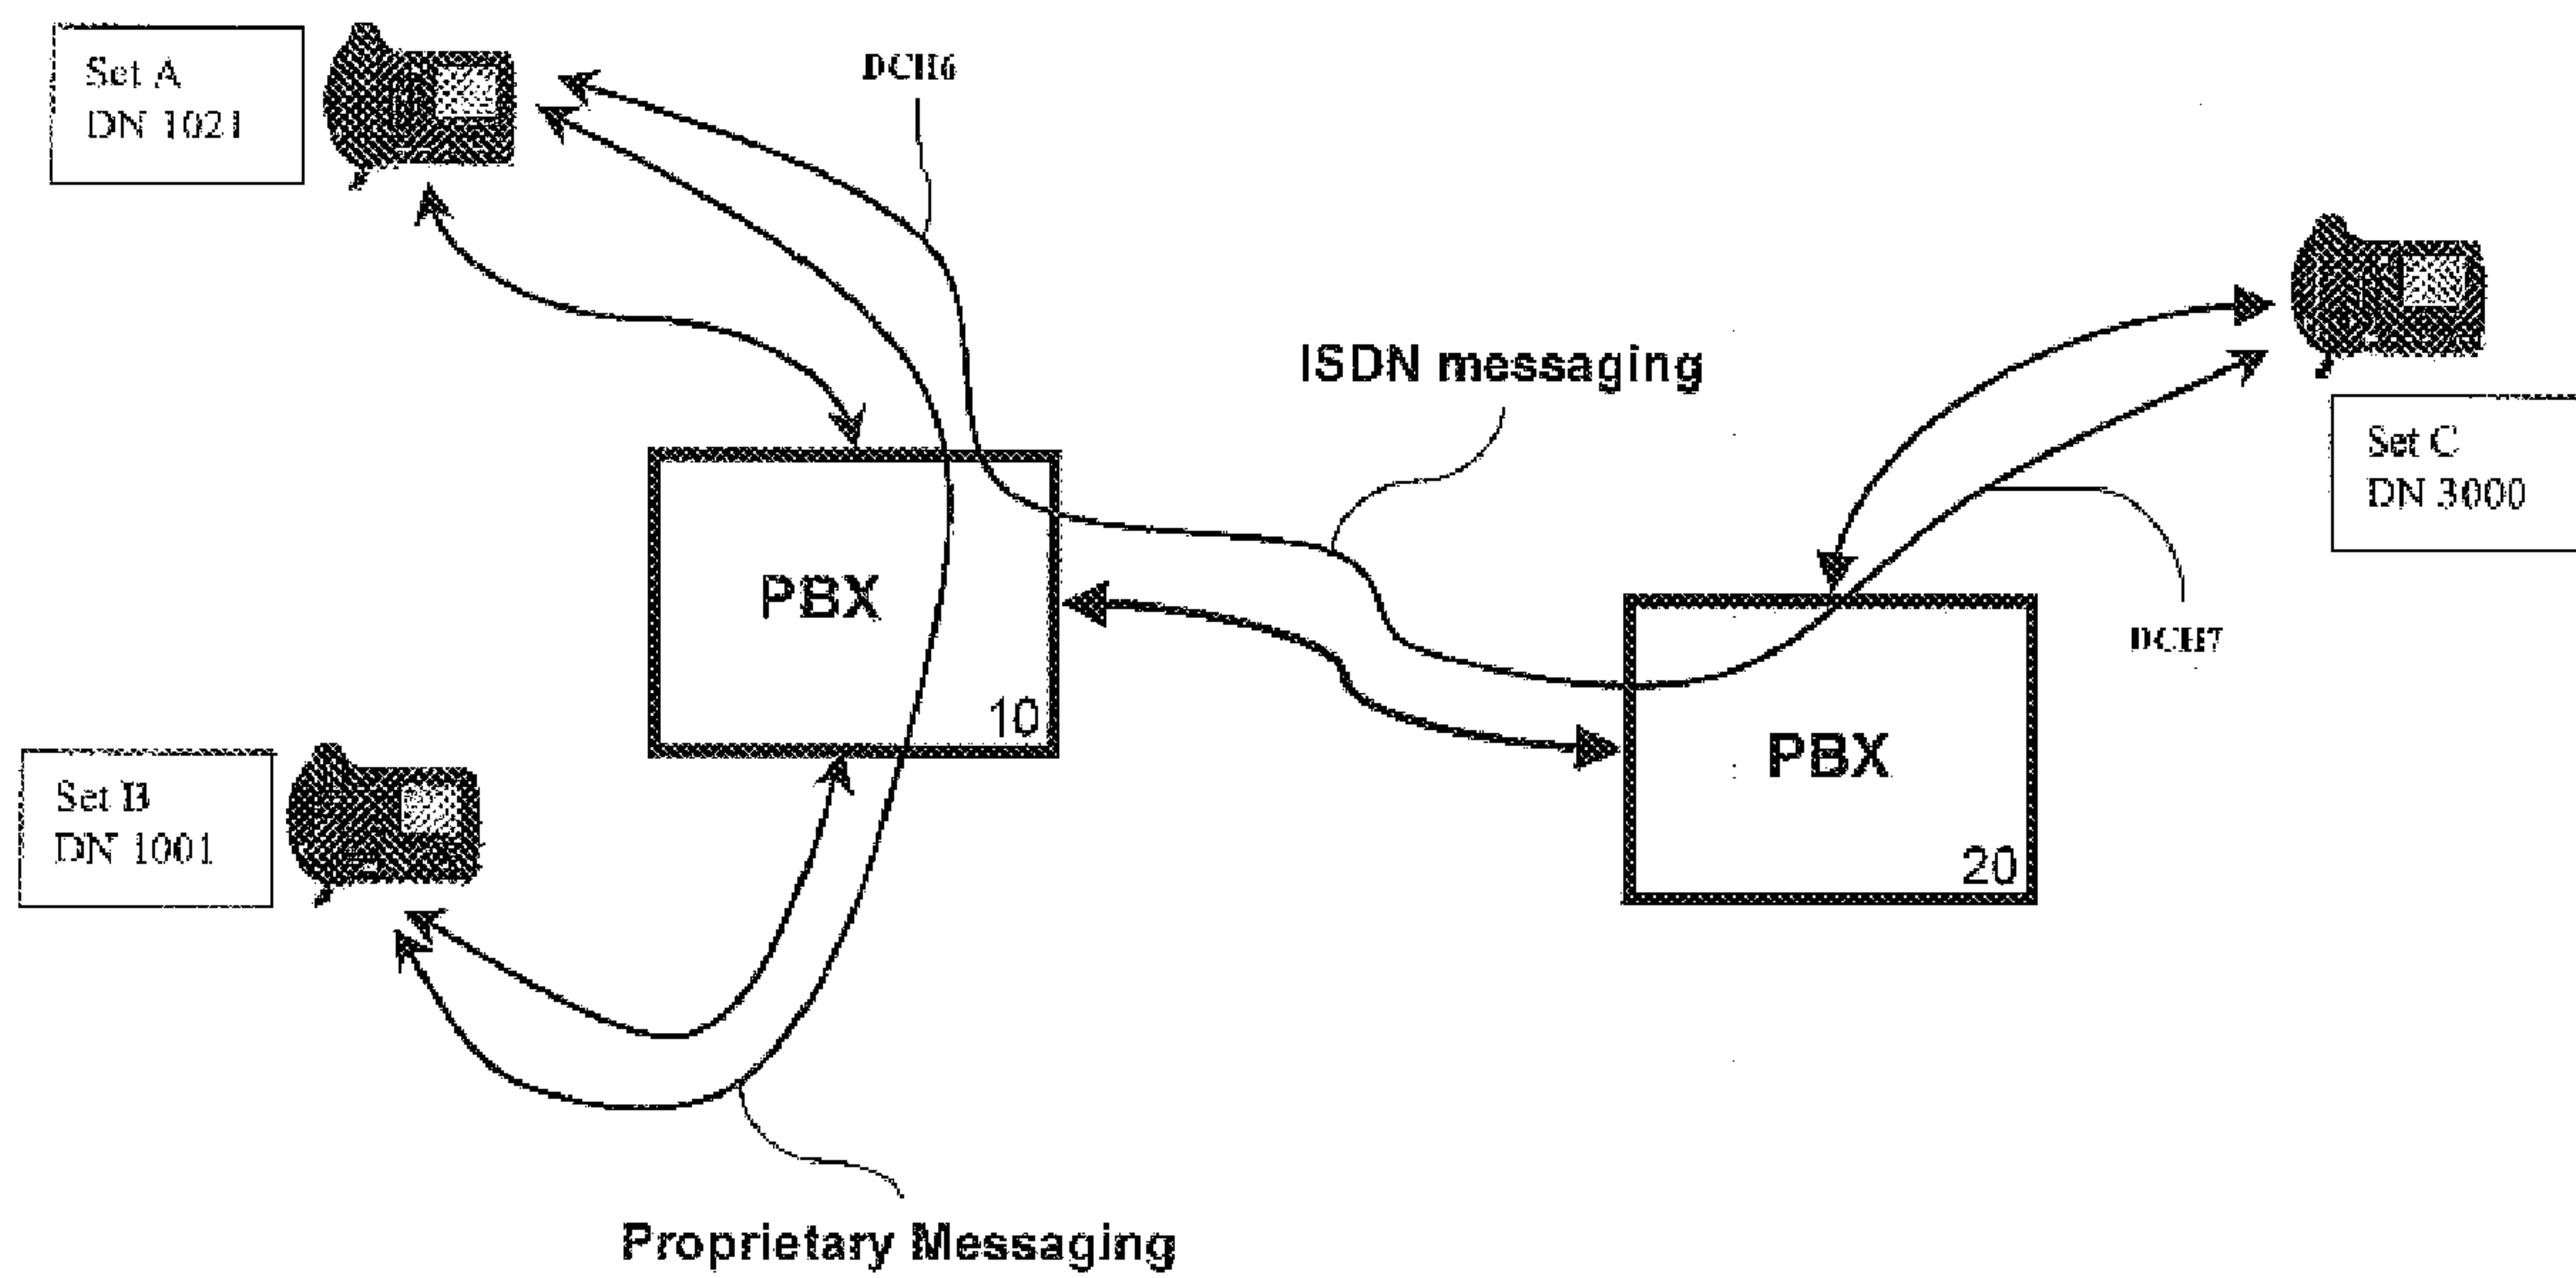 Set A
DN 1021
DCH6
ISDN messaging
Set C
DN 3000
PBX
10
DCH7
PBX
20
Set B
DN 1001
Proprietary Messaging